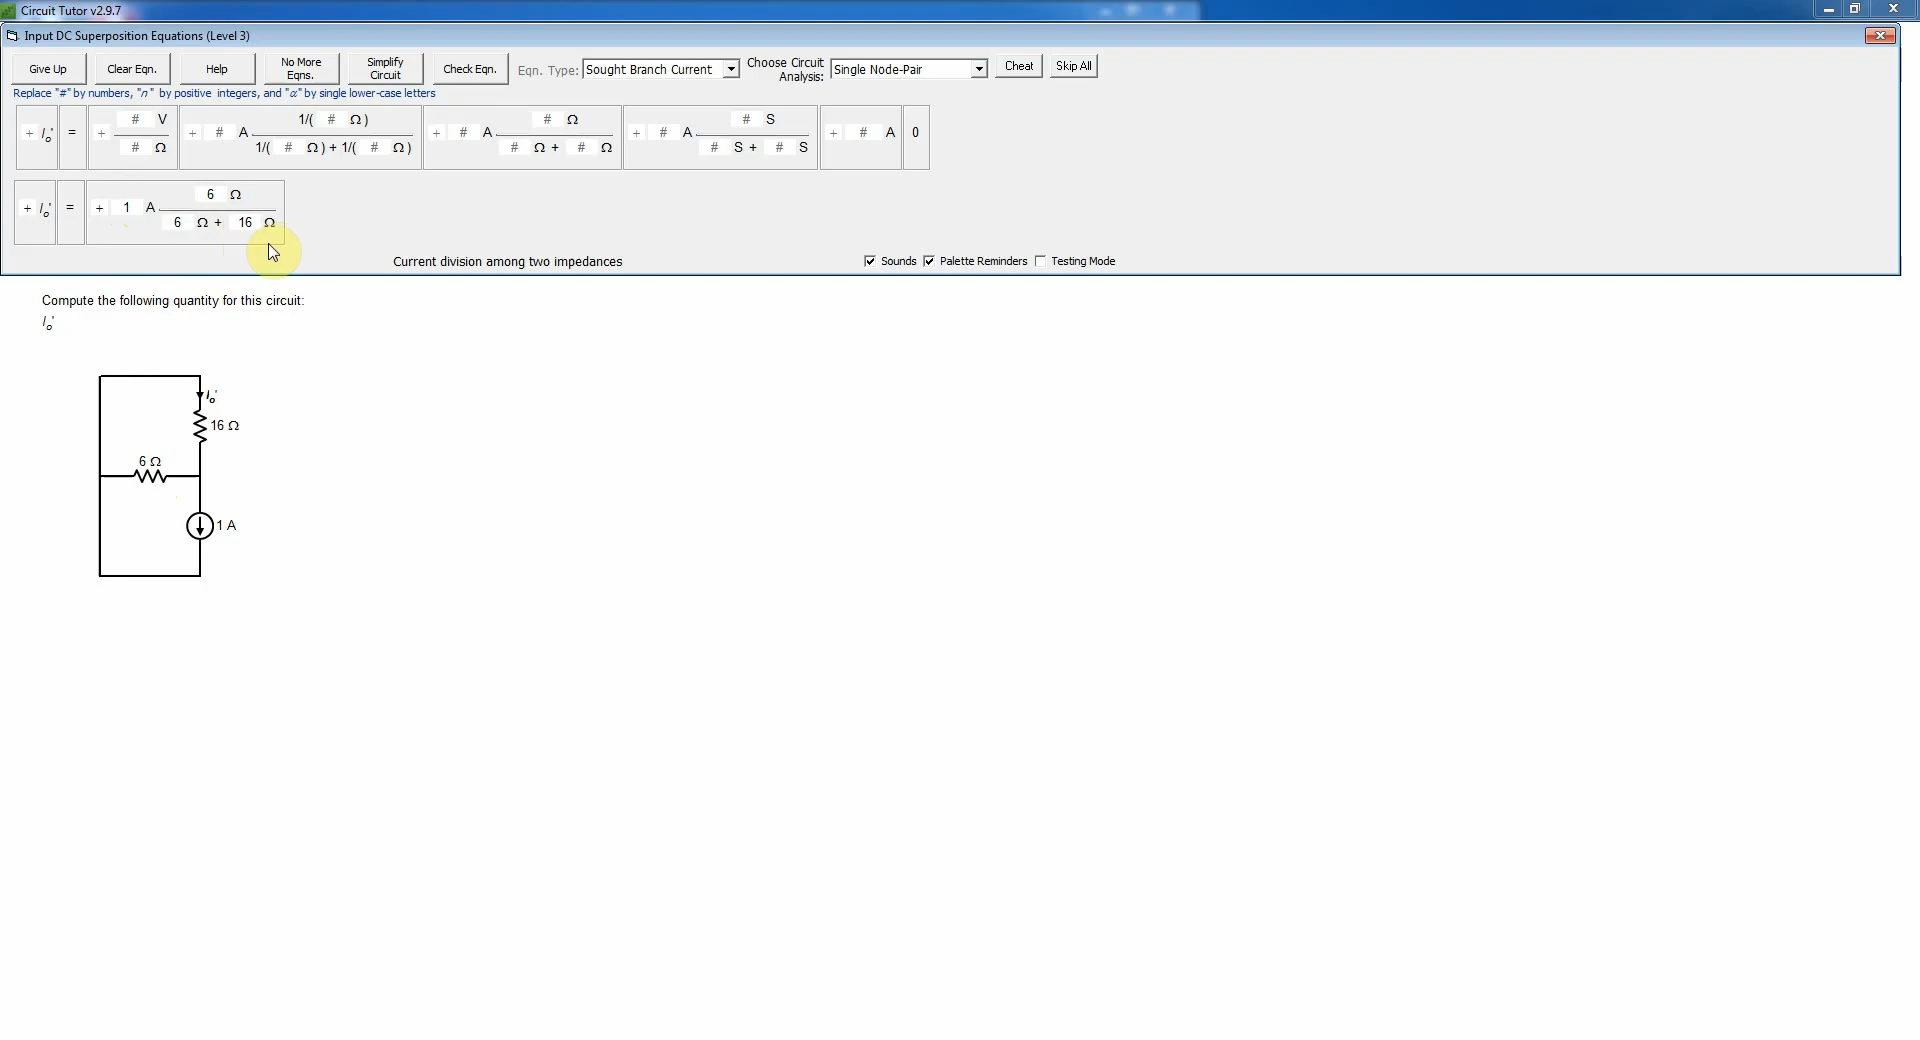 Circuit Tutor v2.9.7
Input DC Superposition Equations (Level 3)
Give Up
Clear Eqn.
Help
No More
Eqns.
Simplify
Circuit
Check Eqn.
Eqn. Type:
Sought Branch Current
Choose Circuit
Analysis:
Single Node-Pair
Cheat
Skip All
Replace "#" by numbers, "n" by positive integers, and "α" by single lower-case letters
+ Io' = + # V / # Ω + # A 1/( # Ω ) / 1/( # Ω ) + 1/( # Ω ) + # A # Ω / # Ω + # Ω + # A # S / # S + # S + # A 0
+ Io' = + 1 A 6 Ω / 6 Ω + 16 Ω
Current division among two impedances
Sounds
Palette Reminders
Testing Mode
Compute the following quantity for this circuit:
Io'
Io'
16 Ω
6 Ω
1 A